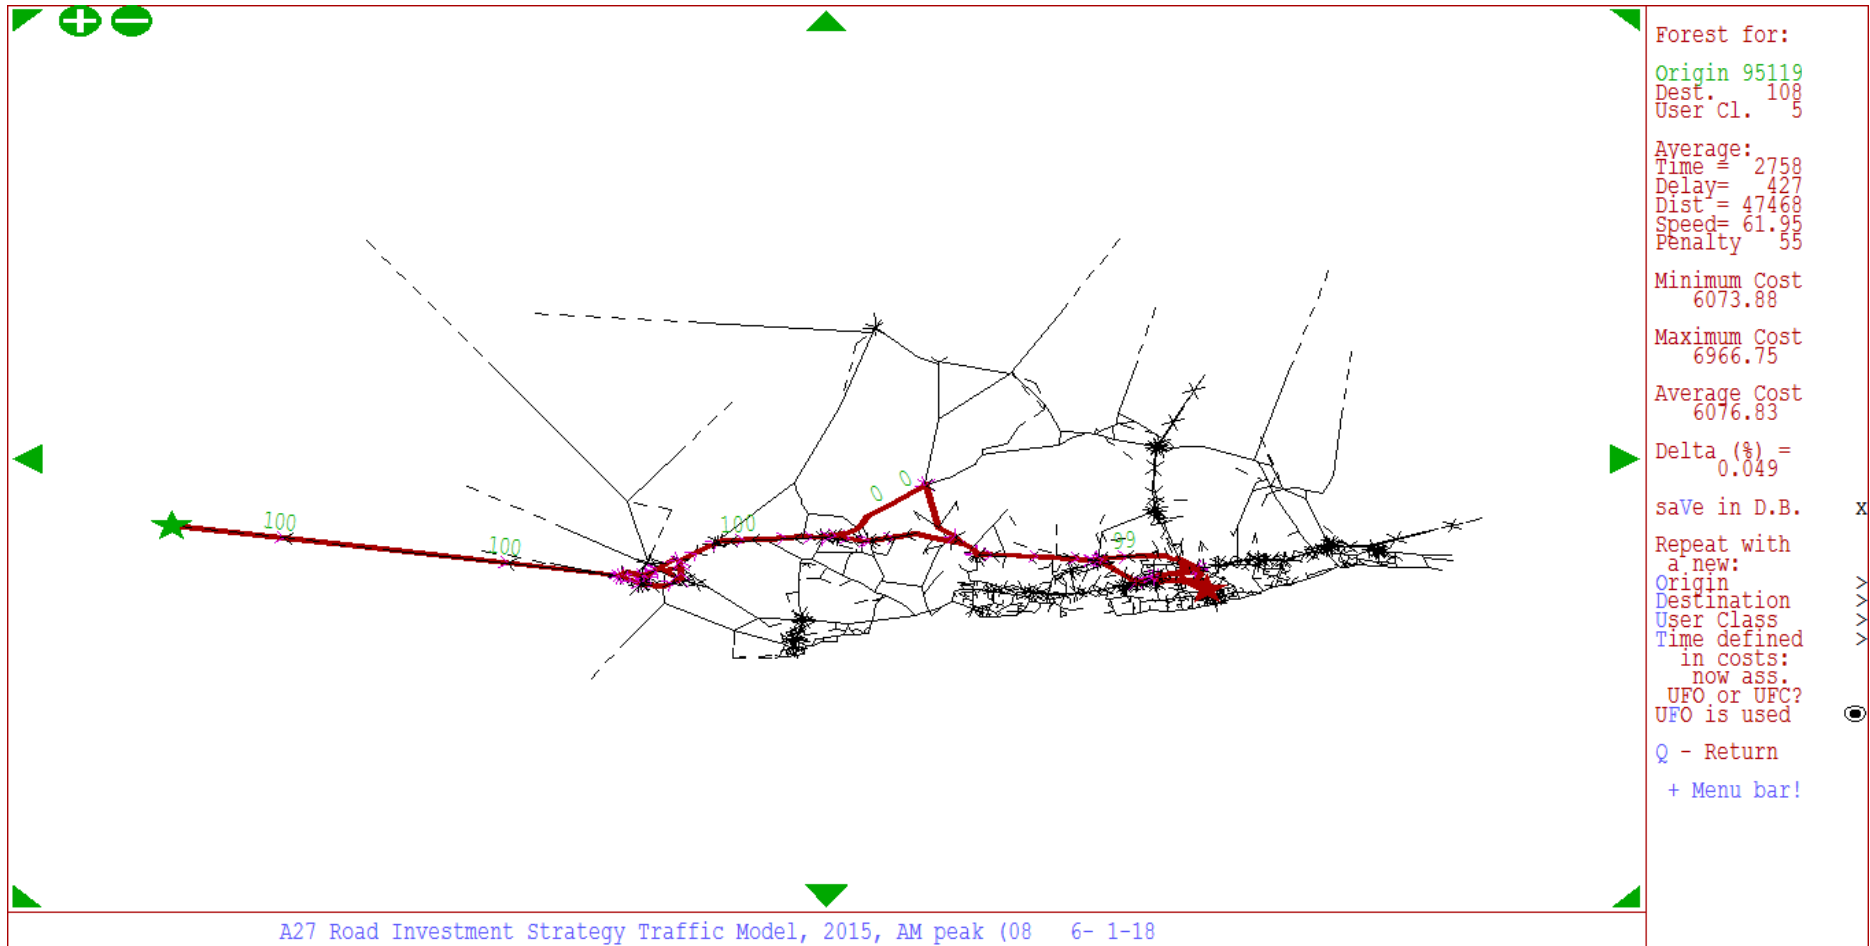 100
100
100
0
0
99
Forest for:
Origin 95119
Dest. 108
User Cl. 5
Average:
Time = 2758
Delay= 427
Dist = 47468
Speed= 61.95
Penalty 55
Minimum Cost
6073.88
Maximum Cost
6966.75
Average Cost
6076.83
Delta (%) =
0.049
saVe in D.B. x
Repeat with
a new:
Origin >
Destination >
User Class >
Time defined >
in costs:
now ass.
UFO or UFC?
UFO is used
Q - Return
+ Menu bar!
A27 Road Investment Strategy Traffic Model, 2015, AM peak (08 6- 1-18